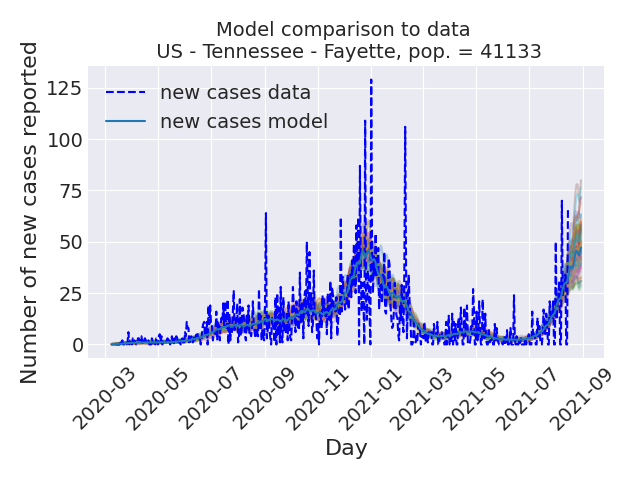 Model comparison to data
US - Tennessee - Fayette, pop. = 41133
Number of new cases reported
125
100
75
50
25
0
new cases data
new cases model
2020-03
2020-05
2020-07
2020-09
2020-11
2021-01
2021-03
2021-05
2021-07
2021-09
Day